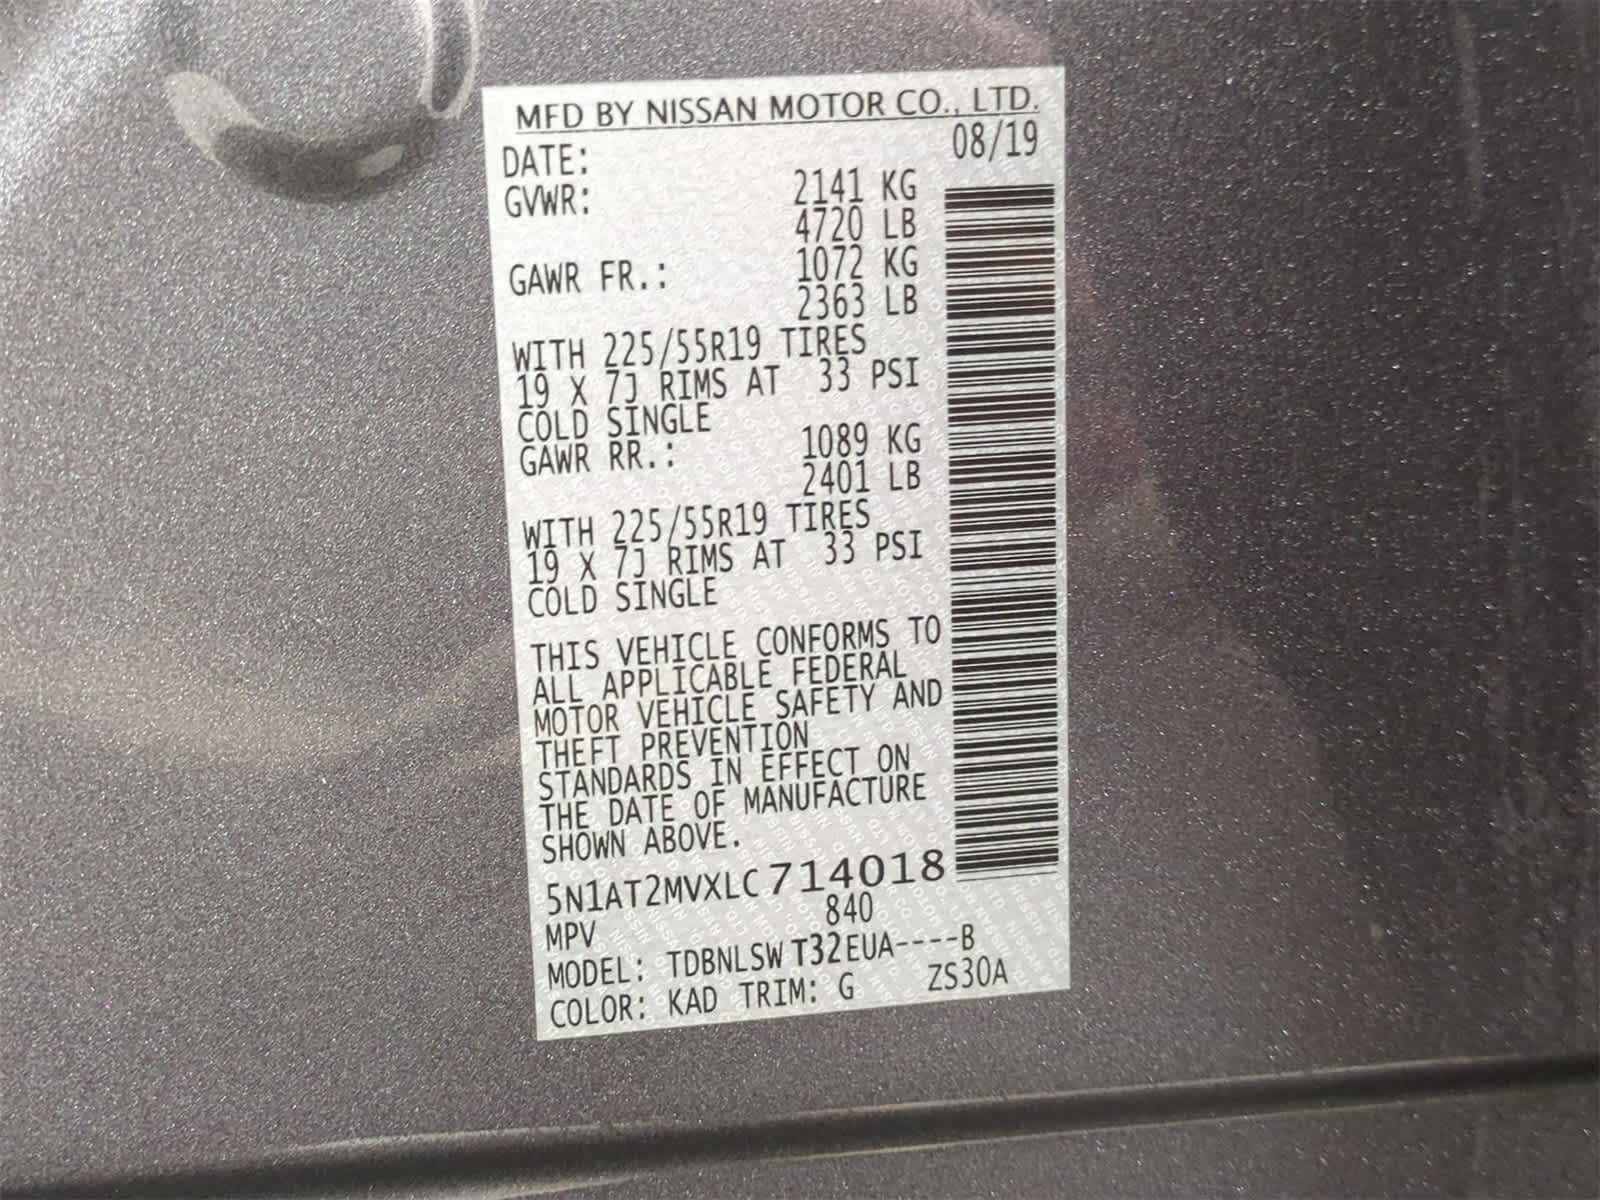 MFD BY NISSAN MOTOR CO., LTD.
DATE: 08/19
GVWR: 2141 KG
4720 LB
GAWR FR.: 1072 KG
2363 LB
WITH 225/55R19 TIRES
19 X 7J RIMS AT 33 PSI
COLD SINGLE
GAWR RR.: 1089 KG
2401 LB
WITH 225/55R19 TIRES
19 X 7J RIMS AT 33 PSI
COLD SINGLE
THIS VEHICLE CONFORMS TO
ALL APPLICABLE FEDERAL
MOTOR VEHICLE SAFETY AND
THEFT PREVENTION
STANDARDS IN EFFECT ON
THE DATE OF MANUFACTURE
SHOWN ABOVE.
5N1AT2MVXLC714018
MPV 840
MODEL: TDBNLSW T32EUA----B
COLOR: KAD TRIM: G ZS30A